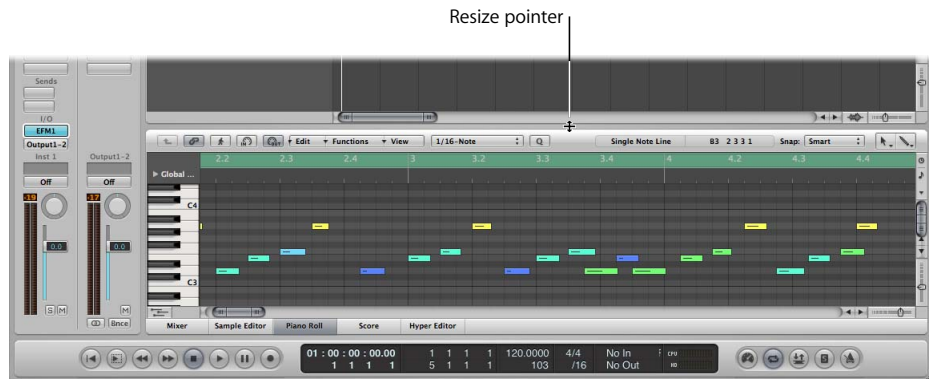 Resize pointer
Sends
I/O
EFM1
Output1-2
Inst 1 Output1-2
Off Off
-19 -17
0.0 0.0
S M M
Bnce
Edit Functions View 1/16-Note Q Single Note Line B3 2 3 3 1 Snap: Smart
2.2 2.3 2.4 3 3.2 3.3 3.4 4 4.2 4.3 4.4
Global ...
C4
C3
Mixer Sample Editor Piano Roll Score Hyper Editor
01 : 00 : 00 : 00.00 1 1 1 1 120.0000 4/4 No In CPU
1 1 1 1 5 1 1 1 103 /16 No Out HD